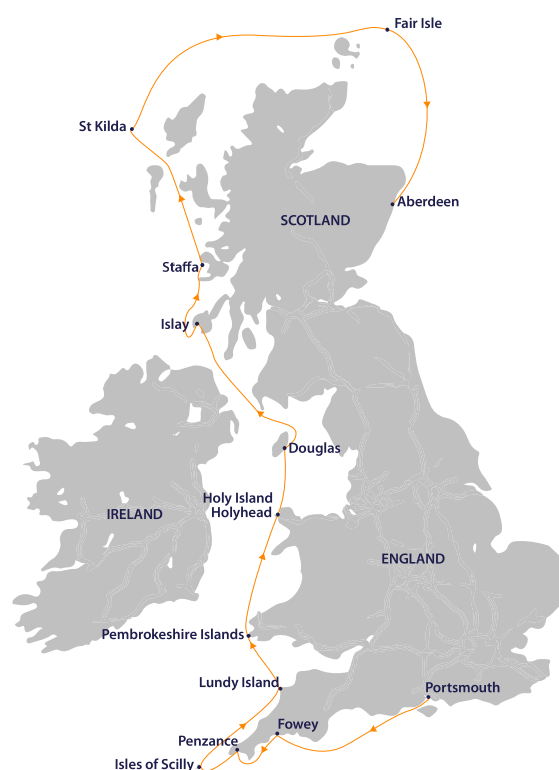 Fair Isle
St Kilda
Aberdeen
SCOTLAND
Staffa
Islay
Douglas
Holy Island
Holyhead
IRELAND
ENGLAND
Pembrokeshire Islands
Lundy Island
Portsmouth
Fowey
Penzance
Isles of Scilly